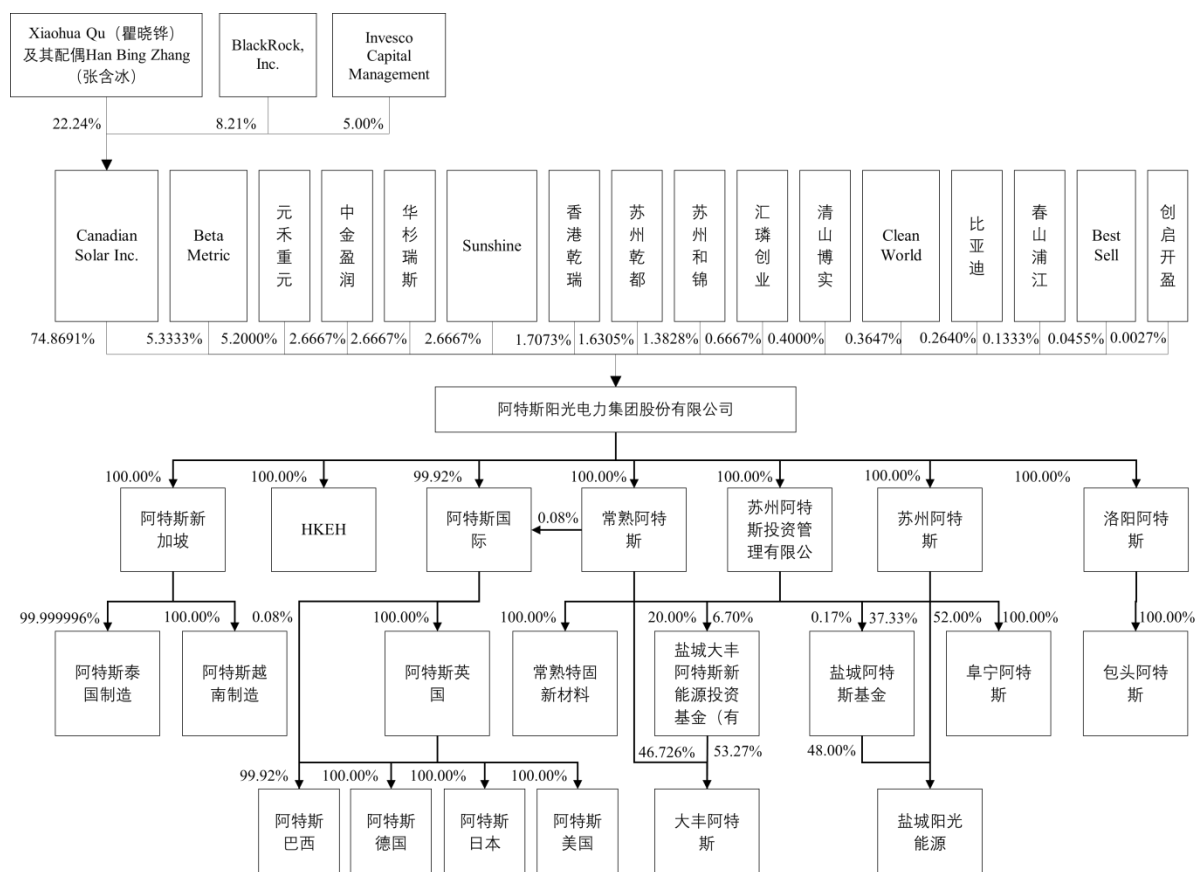 Xiaohua Qu（瞿晓铧）
及其配偶Han Bing Zhang
（张含冰）
BlackRock,
Inc.
Invesco
Capital
Management
22.24%
8.21%
5.00%
Canadian
Solar Inc.
Beta
Metric
元禾重元
中金盈润
华杉瑞斯
Sunshine
香港乾瑞
苏州乾都
苏州和锦
汇璘创业
清山博实
Clean
World
比亚迪
春山浦江
Best
Sell
创启开盈
74.8691%
5.3333%
5.2000%
2.6667%
2.6667%
2.6667%
1.7073%
1.6305%
1.3828%
0.6667%
0.4000%
0.3647%
0.2640%
0.1333%
0.0455%
0.0027%
阿特斯阳光电力集团股份有限公司
100.00%
100.00%
99.92%
100.00%
100.00%
100.00%
100.00%
阿特斯新
加坡
HKEH
阿特斯国
际
0.08%
常熟阿特
斯
苏州阿特
斯投资管
理有限公
苏州阿特
斯
洛阳阿特
斯
99.999996%
100.00%
0.08%
100.00%
100.00%
20.00%
6.70%
0.17%
37.33%
52.00%
100.00%
100.00%
阿特斯泰
国制造
阿特斯越
南制造
阿特斯英
国
常熟特固
新材料
盐城大丰
阿特斯新
能源投资
基金（有
盐城阿特
斯基金
阜宁阿特
斯
包头阿特
斯
46.726%
53.27%
48.00%
99.92%
100.00%
100.00%
100.00%
阿特斯
巴西
阿特斯
德国
阿特斯
日本
阿特斯
美国
大丰阿特
斯
盐城阳光
能源